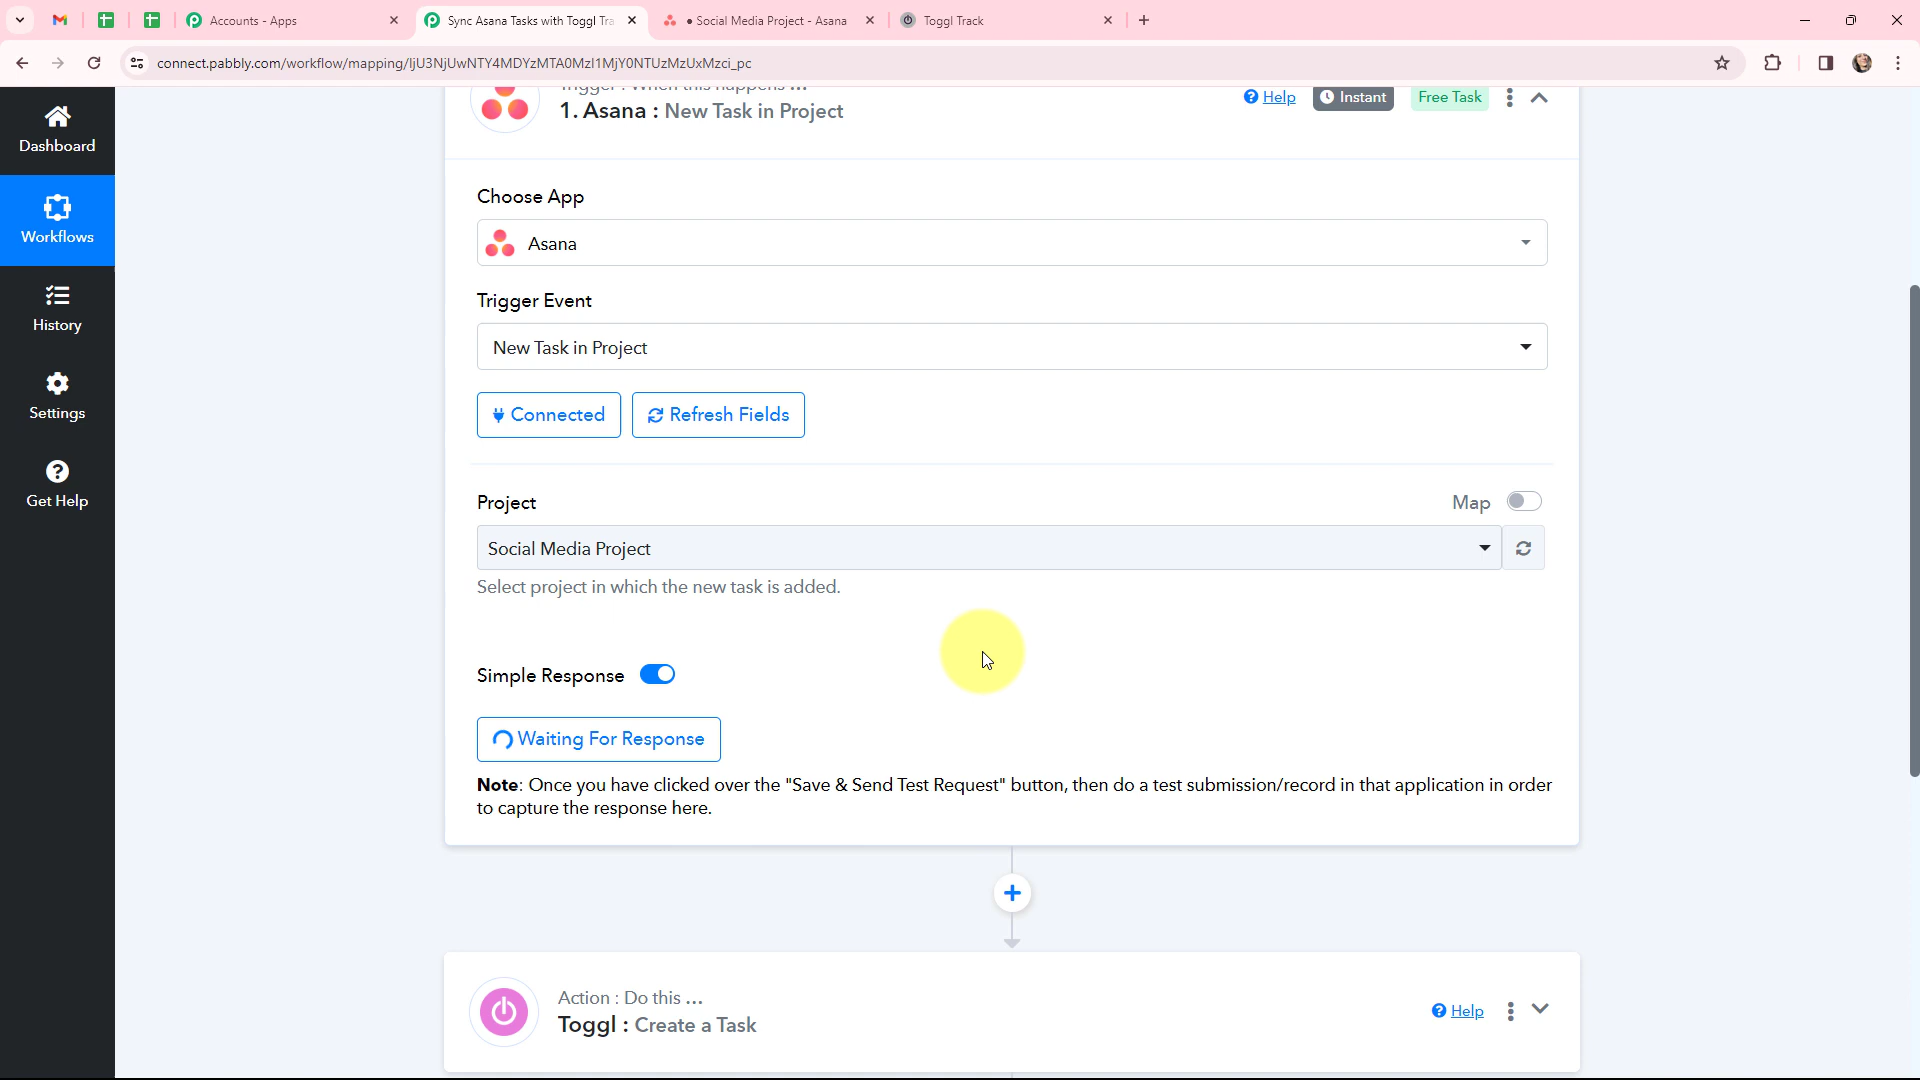 Accounts - Apps
Sync Asana Tasks with Toggl Tra
• Social Media Project - Asana
Toggl Track
connect.pabbly.com/workflow/mapping/IjU3NjUwNTY4MDYzMTA0MzI1MjY0NTUzMzUxMzci_pc
Dashboard
Workflows
History
Settings
Get Help
Trigger : When this happens ...
1. Asana : New Task in Project
Help
Instant
Free Task
Choose App
Asana
Trigger Event
New Task in Project
Connected
Refresh Fields
Project
Map
Social Media Project
Select project in which the new task is added.
Simple Response
Waiting For Response
Note: Once you have clicked over the "Save & Send Test Request" button, then do a test submission/record in that application in order
to capture the response here.
Action : Do this ...
Toggl : Create a Task
Help